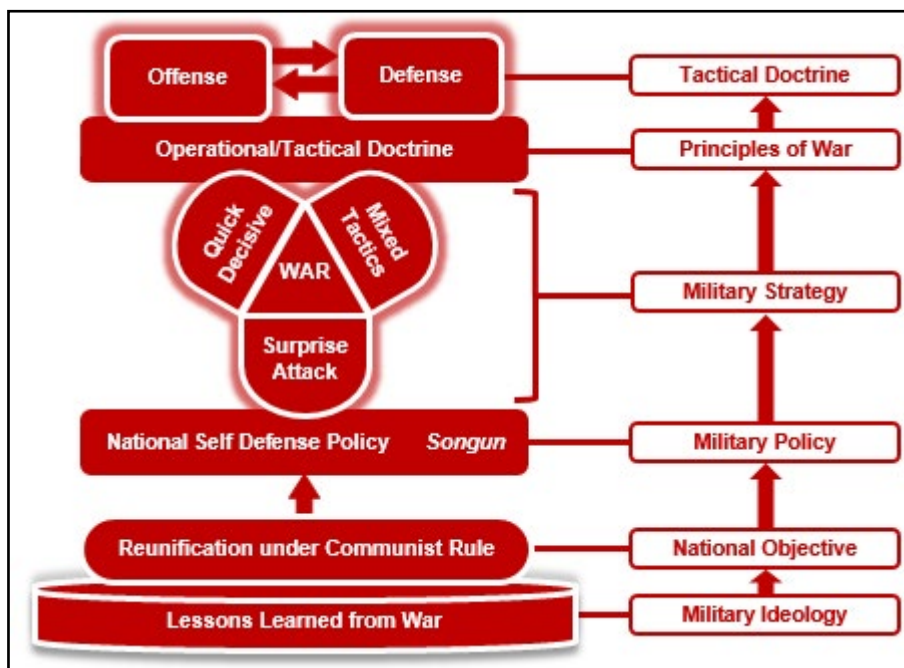 Offense
Defense
Tactical Doctrine
Operational/Tactical Doctrine
Principles of War
Quick
Decisive
Mixed
Tactics
WAR
Military Strategy
Surprise
Attack
National Self Defense Policy Songun
Military Policy
Reunification under Communist Rule
National Objective
Lessons Learned from War
Military Ideology